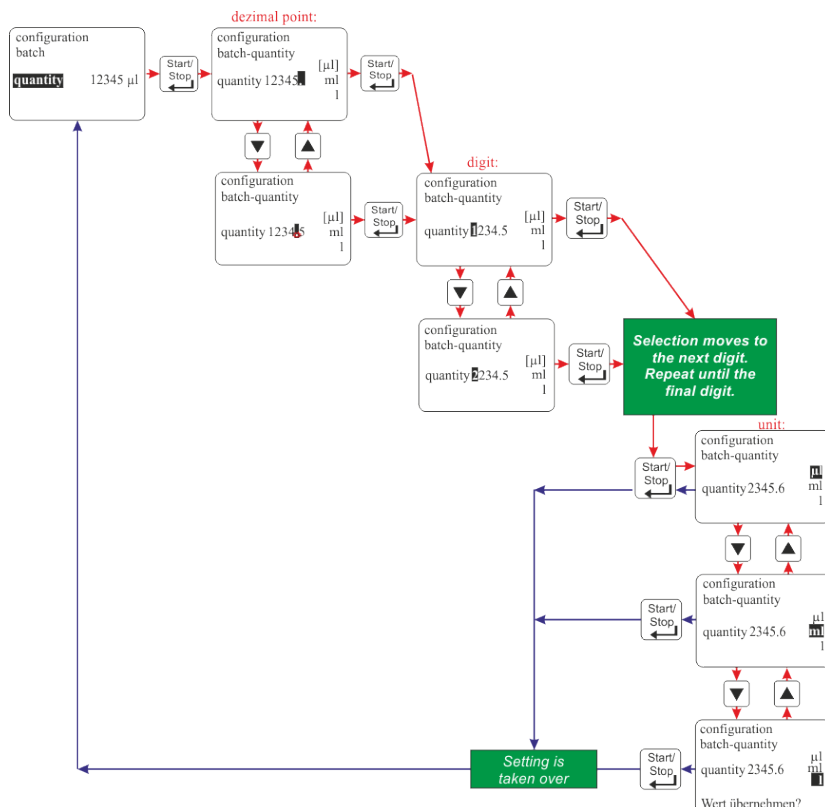 dezimal point:
configuration
batch
quantity 12345 µl
Start/
Stop
configuration
batch-quantity
[µl]
quantity 12345. ml
l
Start/
Stop
configuration
batch-quantity
[µl]
quantity 1234.5 ml
l
Start/
Stop
digit:
configuration
batch-quantity
[µl]
quantity 1234.5 ml
l
Start/
Stop
configuration
batch-quantity
[µl]
quantity 2234.5 ml
l
Start/
Stop
Selection moves to
the next digit.
Repeat until the
final digit.
unit:
Start/
Stop
configuration
batch-quantity
quantity 2345.6 ml
l
configuration
batch-quantity
µl
quantity 2345.6 ml
l
Start/
Stop
configuration
batch-quantity
µl
quantity 2345.6 ml
l
Wert übernehmen?
Start/
Stop
Setting is
taken over